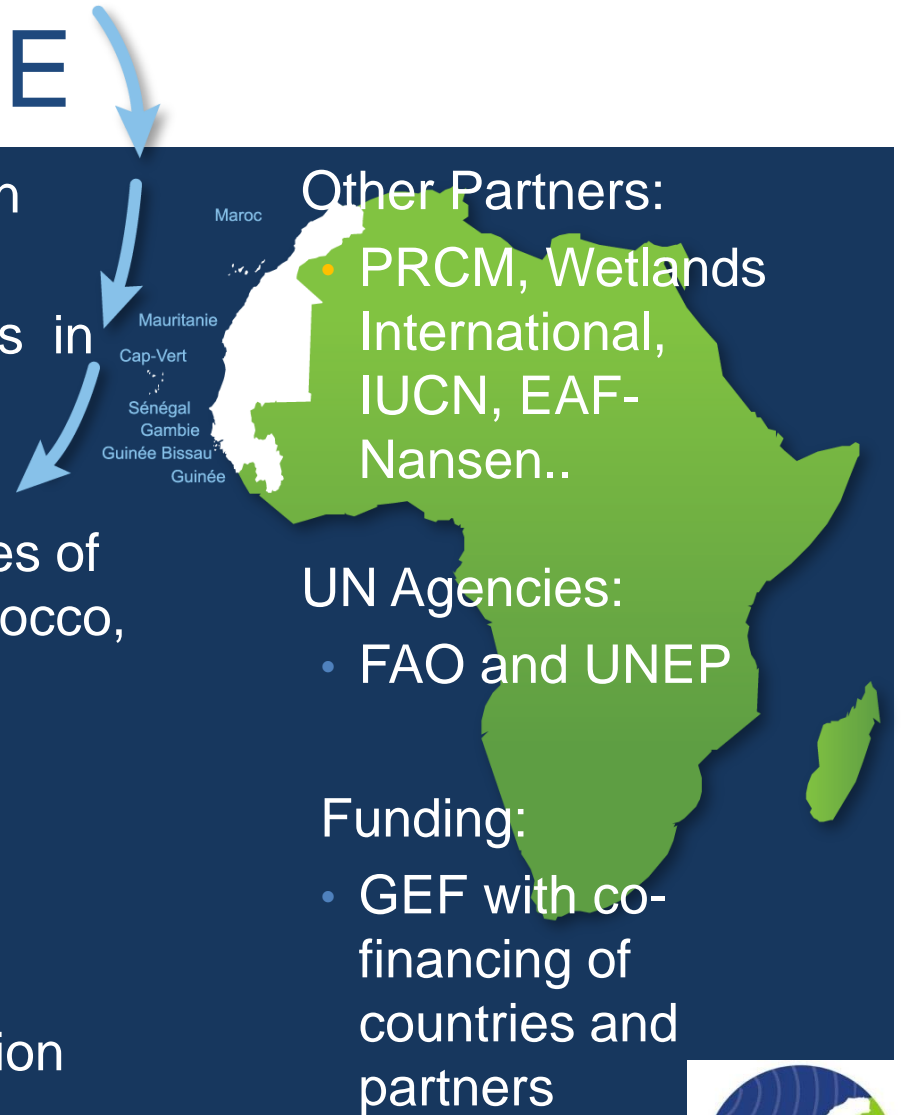 E
n
s in
es of
occo,
ion
Maroc
Mauritanie
Cap-Vert
Sénégal
Gambie
Guinée Bissau
Guinée
Other Partners:
• PRCM, Wetlands
International,
IUCN, EAF-
Nansen..
UN Agencies:
• FAO and UNEP
Funding:
• GEF with co-
financing of
countries and
partners